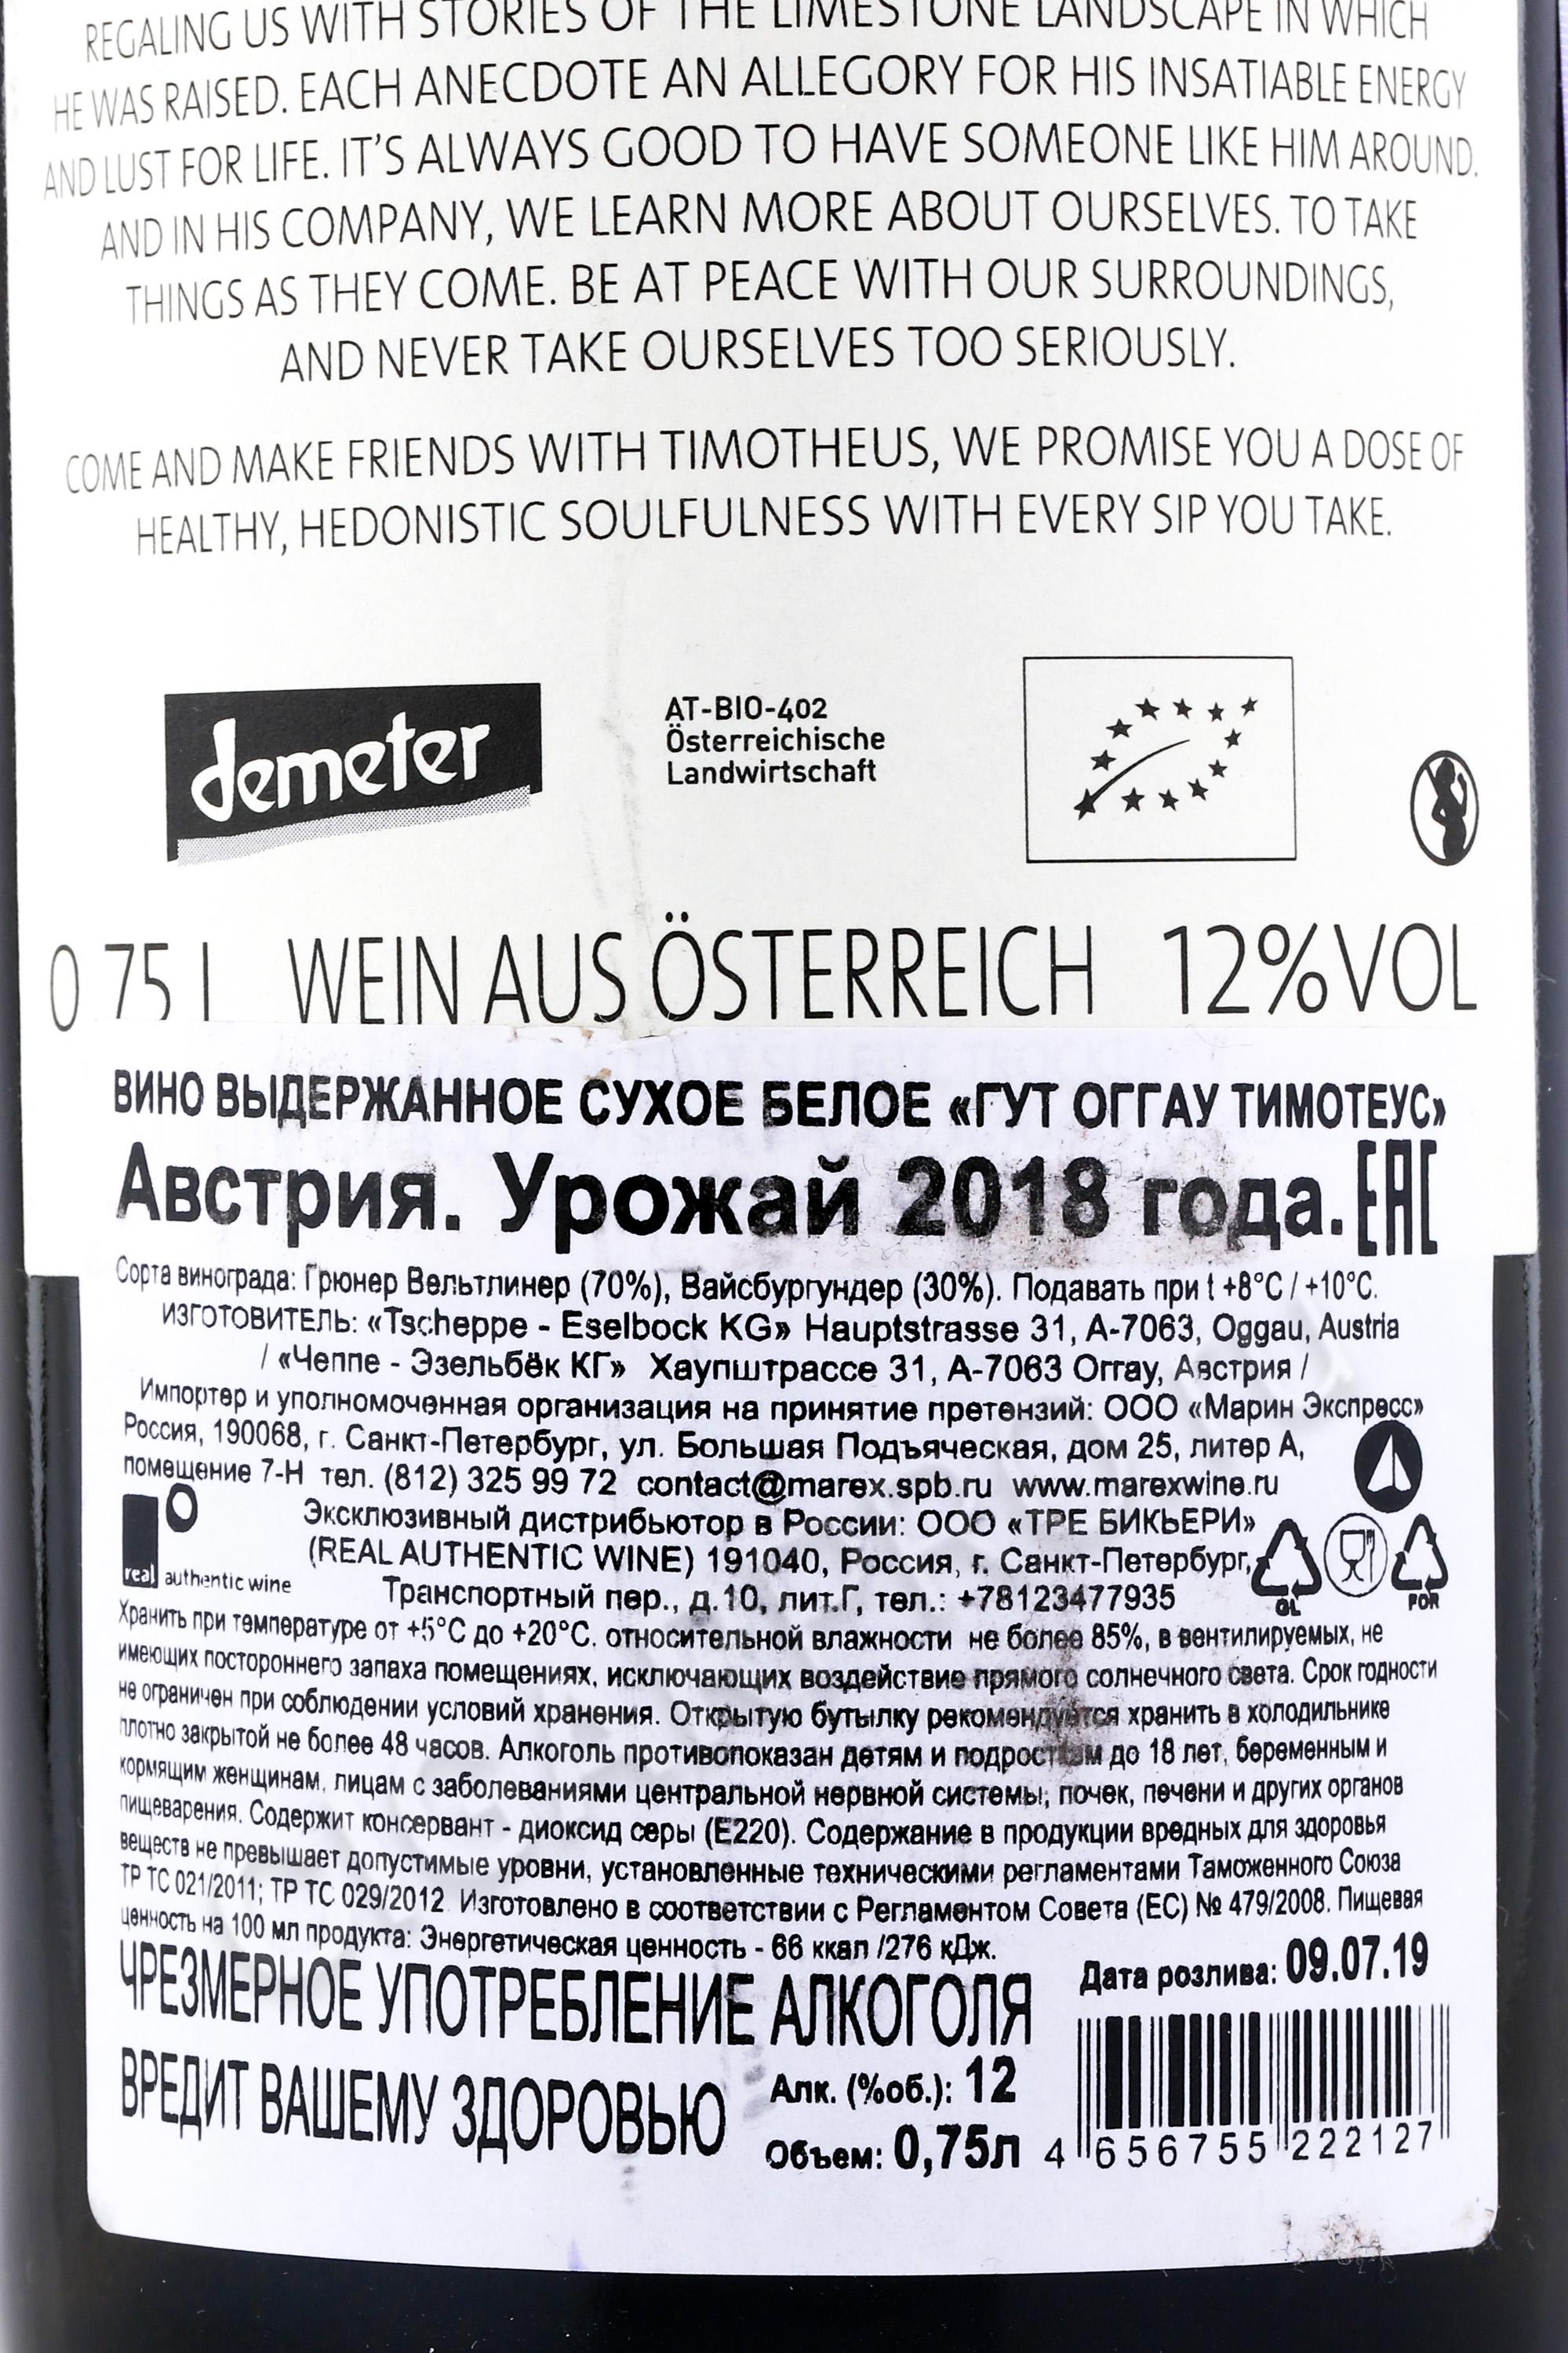 REGALING US WITH STORIES OF THE LIMESTONE LANDSCAPE IN WHICH
HE WAS RAISED. EACH ANECDOTE AN ALLEGORY FOR HIS INSATIABLE ENERGY
AND LUST FOR LIFE. IT'S ALWAYS GOOD TO HAVE SOMEONE LIKE HIM AROUND.
AND IN HIS COMPANY, WE LEARN MORE ABOUT OURSELVES. TO TAKE
THINGS AS THEY COME. BE AT PEACE WITH OUR SURROUNDINGS,
AND NEVER TAKE OURSELVES TOO SERIOUSLY.
COME AND MAKE FRIENDS WITH TIMOTHEUS, WE PROMISE YOU A DOSE OF
HEALTHY, HEDONISTIC SOULFULNESS WITH EVERY SIP YOU TAKE.
demeter
AT-BIO-402
Österreichische
Landwirtschaft
0 75 l WEIN AUS ÖSTERREICH 12%VOL
ВИНО ВЫДЕРЖАННОЕ СУХОЕ БЕЛОЕ «ГУТ ОГГАУ ТИМОТЕУС»
Австрия. Урожай 2018 года. EAC
Сорта винограда: Грюнер Вельтлинер (70%), Вайсбургундер (30%). Подавать при t +8°C / +10°C.
ИЗГОТОВИТЕЛЬ: «Tscheppe - Eselbock KG» Hauptstrasse 31, A-7063, Oggau, Austria
/ «Чеппе - Эзельбёк КГ» Хаупштрассе 31, А-7063 Оггау, Австрия /
Импортер и уполномоченная организация на принятие претензий: ООО «Марин Экспресс»
Россия, 190068, г. Санкт-Петербург, ул. Большая Подъяческая, дом 25, литер А,
помещение 7-Н тел. (812) 325 99 72 contact@marex.spb.ru www.marexwine.ru
Эксклюзивный дистрибьютор в России: ООО «ТРЕ БИКЬЕРИ»
(REAL AUTHENTIC WINE) 191040, Россия, г. Санкт-Петербург,
real authentic wine
Транспортный пер., д.10, лит.Г, тел.: +78123477935
GL
FOR
Хранить при температуре от +5°C до +20°C. относительной влажности не более 85%, в вентилируемых, не
имеющих постороннего запаха помещениях, исключающих воздействие прямого солнечного света. Срок годности
не ограничен при соблюдении условий хранения. Открытую бутылку рекомендуется хранить в холодильнике
плотно закрытой не более 48 часов. Алкоголь противопоказан детям и подросткам до 18 лет, беременным и
кормящим женщинам, лицам с заболеваниями центральной нервной системы, почек, печени и других органов
пищеварения. Содержит консервант - диоксид серы (Е220). Содержание в продукции вредных для здоровья
веществ не превышает допустимые уровни, установленные техническими регламентами Таможенного Союза
ТР ТС 021/2011; ТР ТС 029/2012 Изготовлено в соответствии с Регламентом Совета (ЕС) № 479/2008. Пищевая
ценность на 100 мл продукта: Энергетическая ценность - 66 ккал /276 кДж.
ЧРЕЗМЕРНОЕ УПОТРЕБЛЕНИЕ АЛКОГОЛЯ
ВРЕДИТ ВАШЕМУ ЗДОРОВЬЮ
Дата розлива: 09.07.19
Алк. (%об.): 12
Объем: 0,75л
4 656755 222127